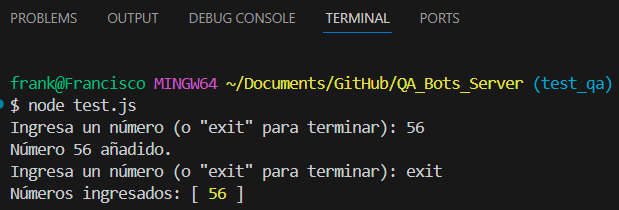 PROBLEMS OUTPUT DEBUG CONSOLE TERMINAL PORTS
frank@Francisco MINGW64 ~/Documents/GitHub/QA_Bots_Server (test_qa)
$ node test.js
Ingresa un número (o "exit" para terminar): 56
Número 56 añadido.
Ingresa un número (o "exit" para terminar): exit
Números ingresados: [ 56 ]